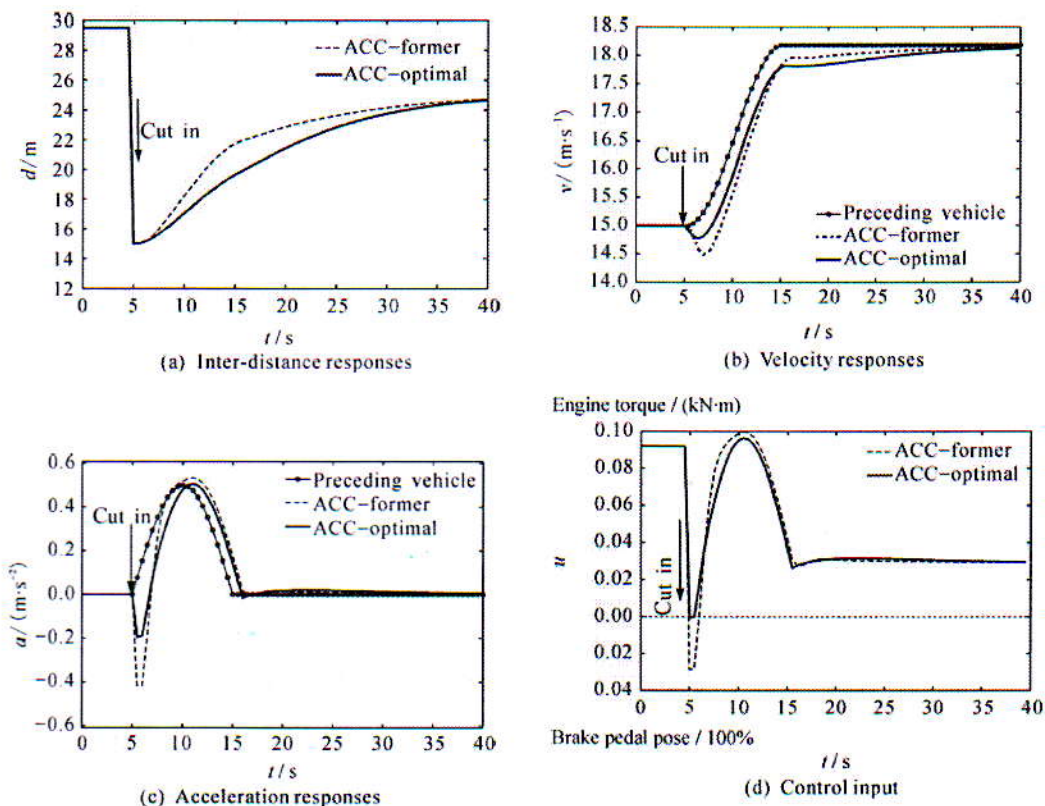 30
28
26
24
22
20
18
16
14
12
d/m
ACC-former
ACC-optimal
Cut in
0 5 10 15 20 25 30 35 40
t/s
(a) Inter-distance responses
18.5
18.0
17.5
17.0
16.5
16.0
15.5
15.0
14.5
14.0
v/(m·s⁻¹)
Cut in
Preceding vehicle
ACC-former
ACC-optimal
0 5 10 15 20 25 30 35 40
t/s
(b) Velocity responses
0.6
0.4
0.2
0
-0.2
-0.4
-0.6
a/(m·s⁻²)
Cut in
Preceding vehicle
ACC-former
ACC-optimal
0 5 10 15 20 25 30 35 40
t/s
(c) Acceleration responses
Engine torque / (kN·m)
0.10
0.08
0.06
0.04
0.02
0.00
0.02
0.04
u
Cut in
ACC-former
ACC-optimal
0 5 10 15 20 25 30 35 40
Brake pedal pose / 100%
t/s
(d) Control input